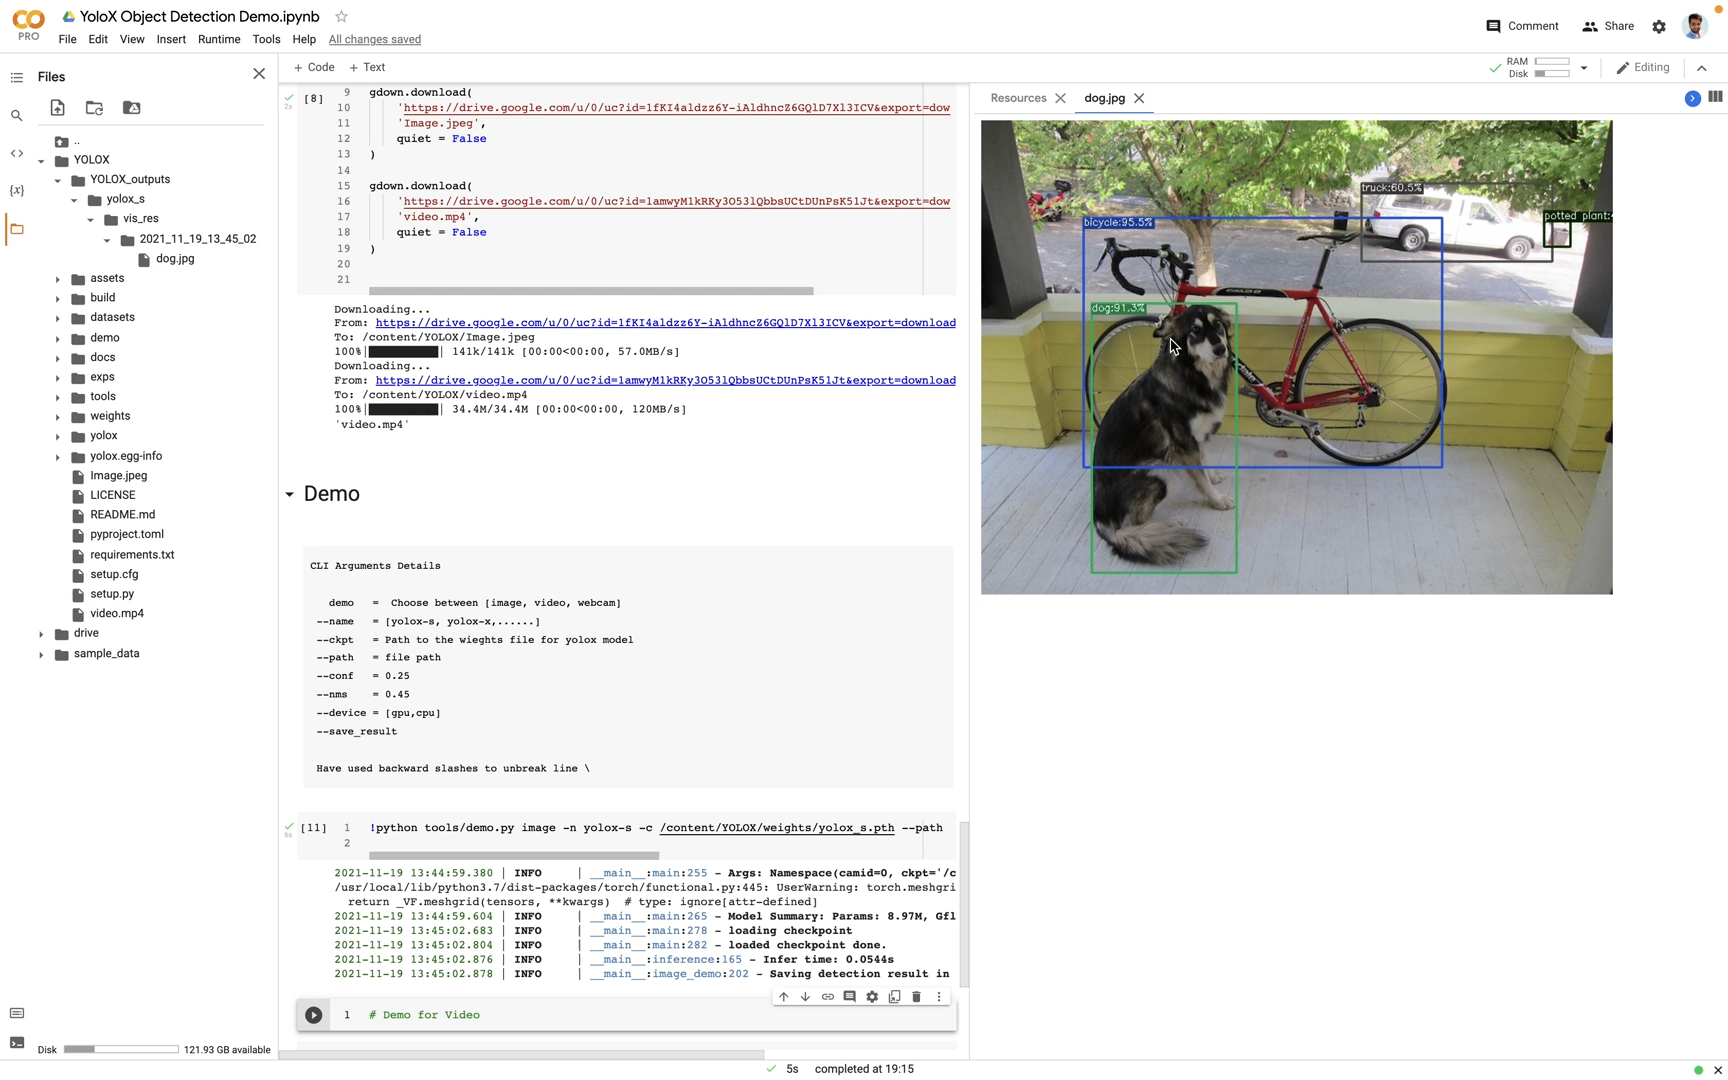 YoloX Object Detection Demo.ipynb
PRO
File Edit View Insert Runtime Tools Help All changes saved
Comment
Share
Files
+ Code + Text
RAM
Disk
Editing
..
YOLOX
YOLOX_outputs
yolox_s
vis_res
2021_11_19_13_45_02
dog.jpg
assets
build
datasets
demo
docs
exps
tools
weights
yolox
yolox.egg-info
Image.jpeg
LICENSE
README.md
pyproject.toml
requirements.txt
setup.cfg
setup.py
video.mp4
drive
sample_data
Disk 121.93 GB available
[8]
2s
9 gdown.download(
10 'https://drive.google.com/u/0/uc?id=1fKI4aldzz6Y-iAldhncZ6GQlD7Xl3ICV&export=dow
11 'Image.jpeg',
12 quiet = False
13 )
14
15 gdown.download(
16 'https://drive.google.com/u/0/uc?id=1amwyM1kRKy3O53lQbbsUCtDUnPsK51Jt&export=dow
17 'video.mp4',
18 quiet = False
19 )
20
21
Downloading...
From: https://drive.google.com/u/0/uc?id=1fKI4aldzz6Y-iAldhncZ6GQlD7Xl3ICV&export=download
To: /content/YOLOX/Image.jpeg
100%| | 141k/141k [00:00<00:00, 57.0MB/s]
Downloading...
From: https://drive.google.com/u/0/uc?id=1amwyM1kRKy3O53lQbbsUCtDUnPsK51Jt&export=download
To: /content/YOLOX/video.mp4
100%| | 34.4M/34.4M [00:00<00:00, 120MB/s]
'video.mp4'
Demo
CLI Arguments Details
demo = Choose between [image, video, webcam]
--name = [yolox-s, yolox-x,......]
--ckpt = Path to the wieghts file for yolox model
--path = file path
--conf = 0.25
--nms = 0.45
--device = [gpu,cpu]
--save_result
Have used backward slashes to unbreak line \
[11]
6s
1 !python tools/demo.py image -n yolox-s -c /content/YOLOX/weights/yolox_s.pth --path
2
2021-11-19 13:44:59.380 | INFO | __main__:main:255 - Args: Namespace(camid=0, ckpt='/c
/usr/local/lib/python3.7/dist-packages/torch/functional.py:445: UserWarning: torch.meshgri
return _VF.meshgrid(tensors, **kwargs) # type: ignore[attr-defined]
2021-11-19 13:44:59.604 | INFO | __main__:main:265 - Model Summary: Params: 8.97M, Gfl
2021-11-19 13:45:02.683 | INFO | __main__:main:278 - loading checkpoint
2021-11-19 13:45:02.804 | INFO | __main__:main:282 - loaded checkpoint done.
2021-11-19 13:45:02.876 | INFO | __main__:inference:165 - Infer time: 0.0544s
2021-11-19 13:45:02.878 | INFO | __main__:image_demo:202 - Saving detection result in
1 # Demo for Video
Resources
dog.jpg
truck:60.5%
potted plant:
bicycle:95.5%
dog:91.3%
5s completed at 19:15